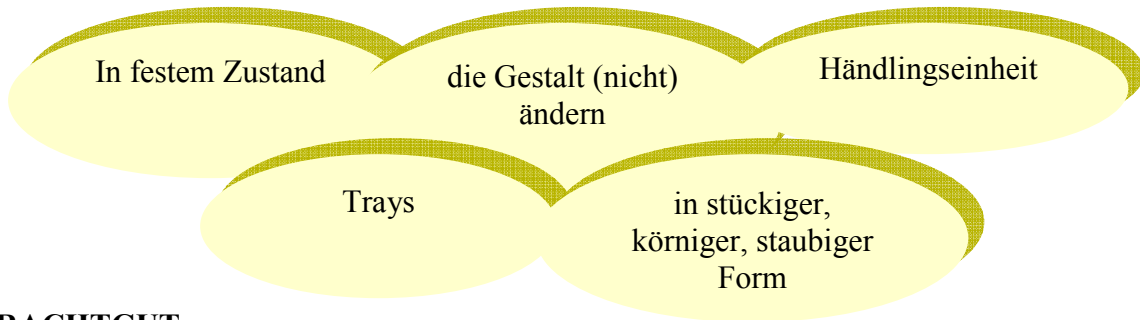 In festem Zustand
die Gestalt (nicht)
ändern
Händlingseinheit
Trays
in stückiger,
körniger, staubiger
Form